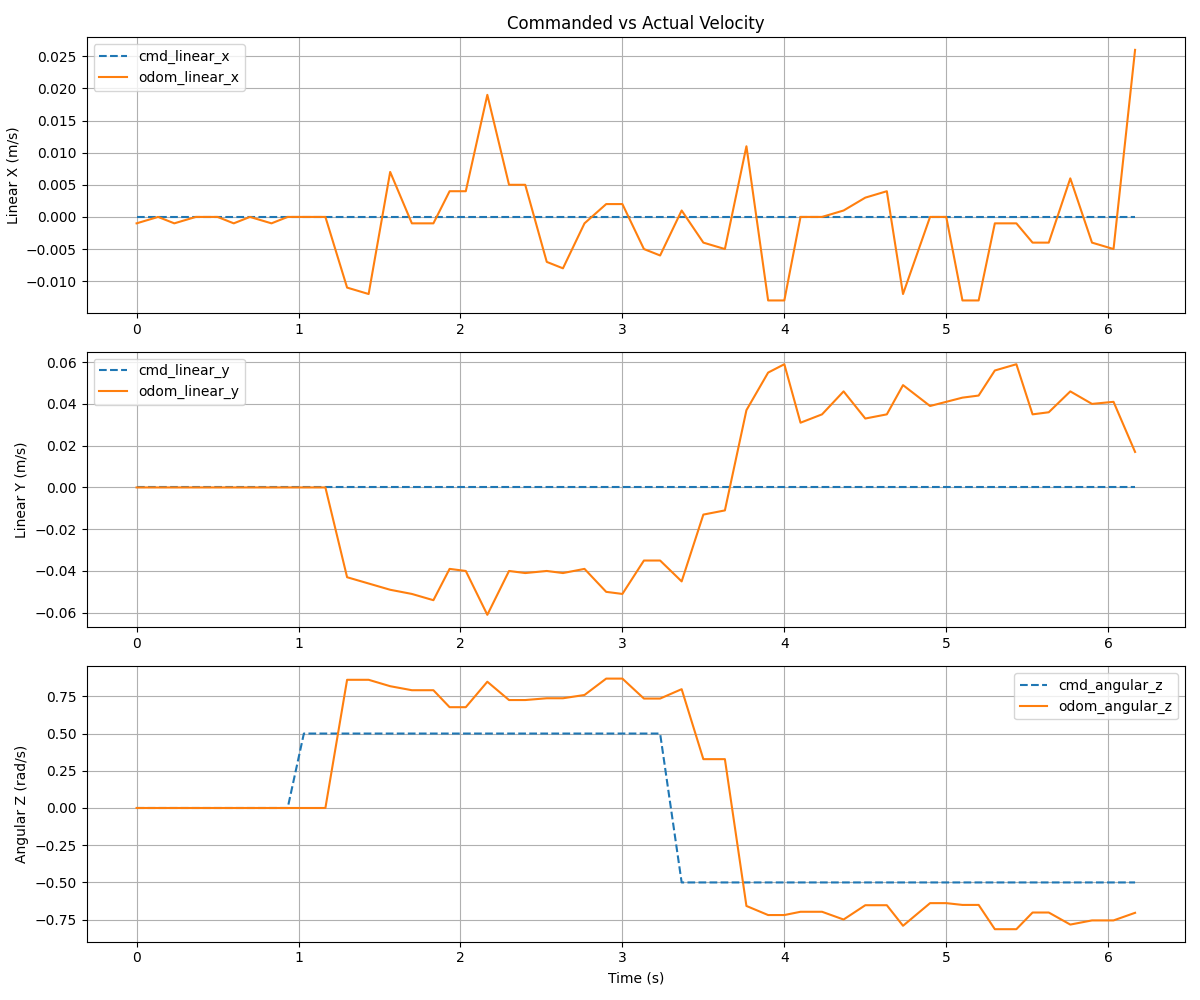 Commanded vs Actual Velocity
cmd_linear_x
odom_linear_x
Linear X (m/s)
0.025
0.020
0.015
0.010
0.005
0.000
−0.005
−0.010
0 1 2 3 4 5 6
cmd_linear_y
odom_linear_y
Linear Y (m/s)
0.06
0.04
0.02
0.00
−0.02
−0.04
−0.06
0 1 2 3 4 5 6
cmd_angular_z
odom_angular_z
Angular Z (rad/s)
0.75
0.50
0.25
0.00
−0.25
−0.50
−0.75
0 1 2 3 4 5 6
Time (s)